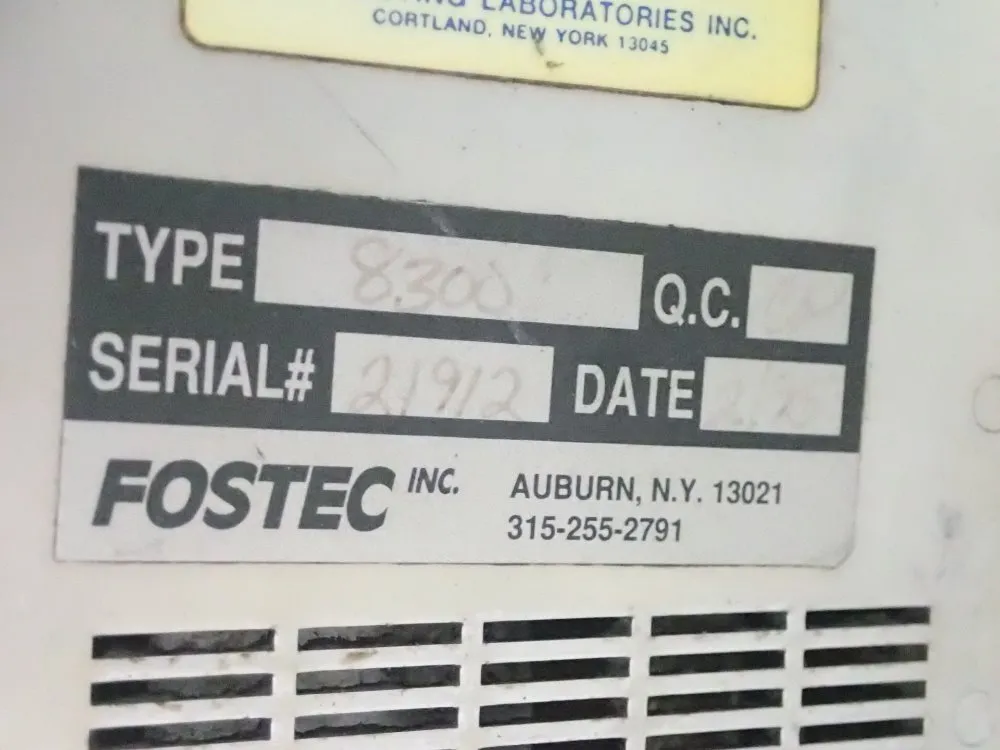 LABORATORIES INC.
CORTLAND, NEW YORK 13045
TYPE 8300 Q.C.
SERIAL# 21912 DATE
FOSTEC INC. AUBURN, N.Y. 13021
315-255-2791